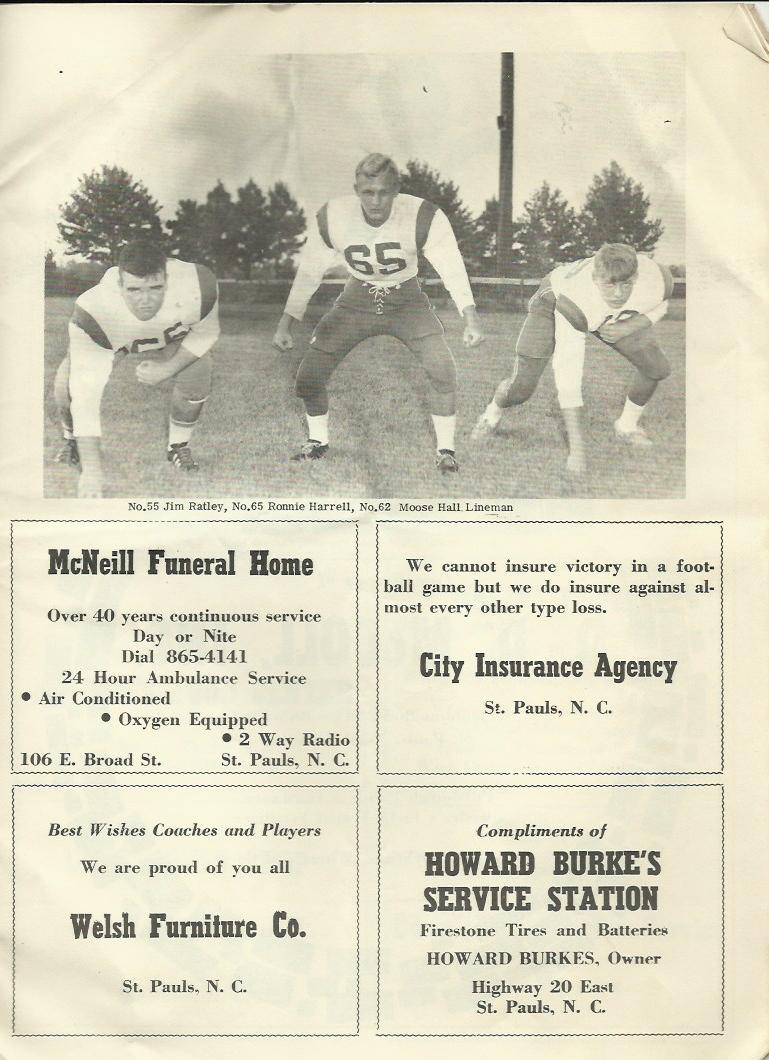 65
No.55 Jim Ratley, No.65 Ronnie Harrell, No.62 Moose Hall Lineman
McNeill Funeral Home
Over 40 years continuous service
Day or Nite
Dial 865-4141
24 Hour Ambulance Service
• Air Conditioned
• Oxygen Equipped
• 2 Way Radio
106 E. Broad St. St. Pauls, N. C.
We cannot insure victory in a foot-
ball game but we do insure against al-
most every other type loss.
City Insurance Agency
St. Pauls, N. C.
Best Wishes Coaches and Players
We are proud of you all
Welsh Furniture Co.
St. Pauls, N. C.
Compliments of
HOWARD BURKE'S
SERVICE STATION
Firestone Tires and Batteries
HOWARD BURKES, Owner
Highway 20 East
St. Pauls, N. C.